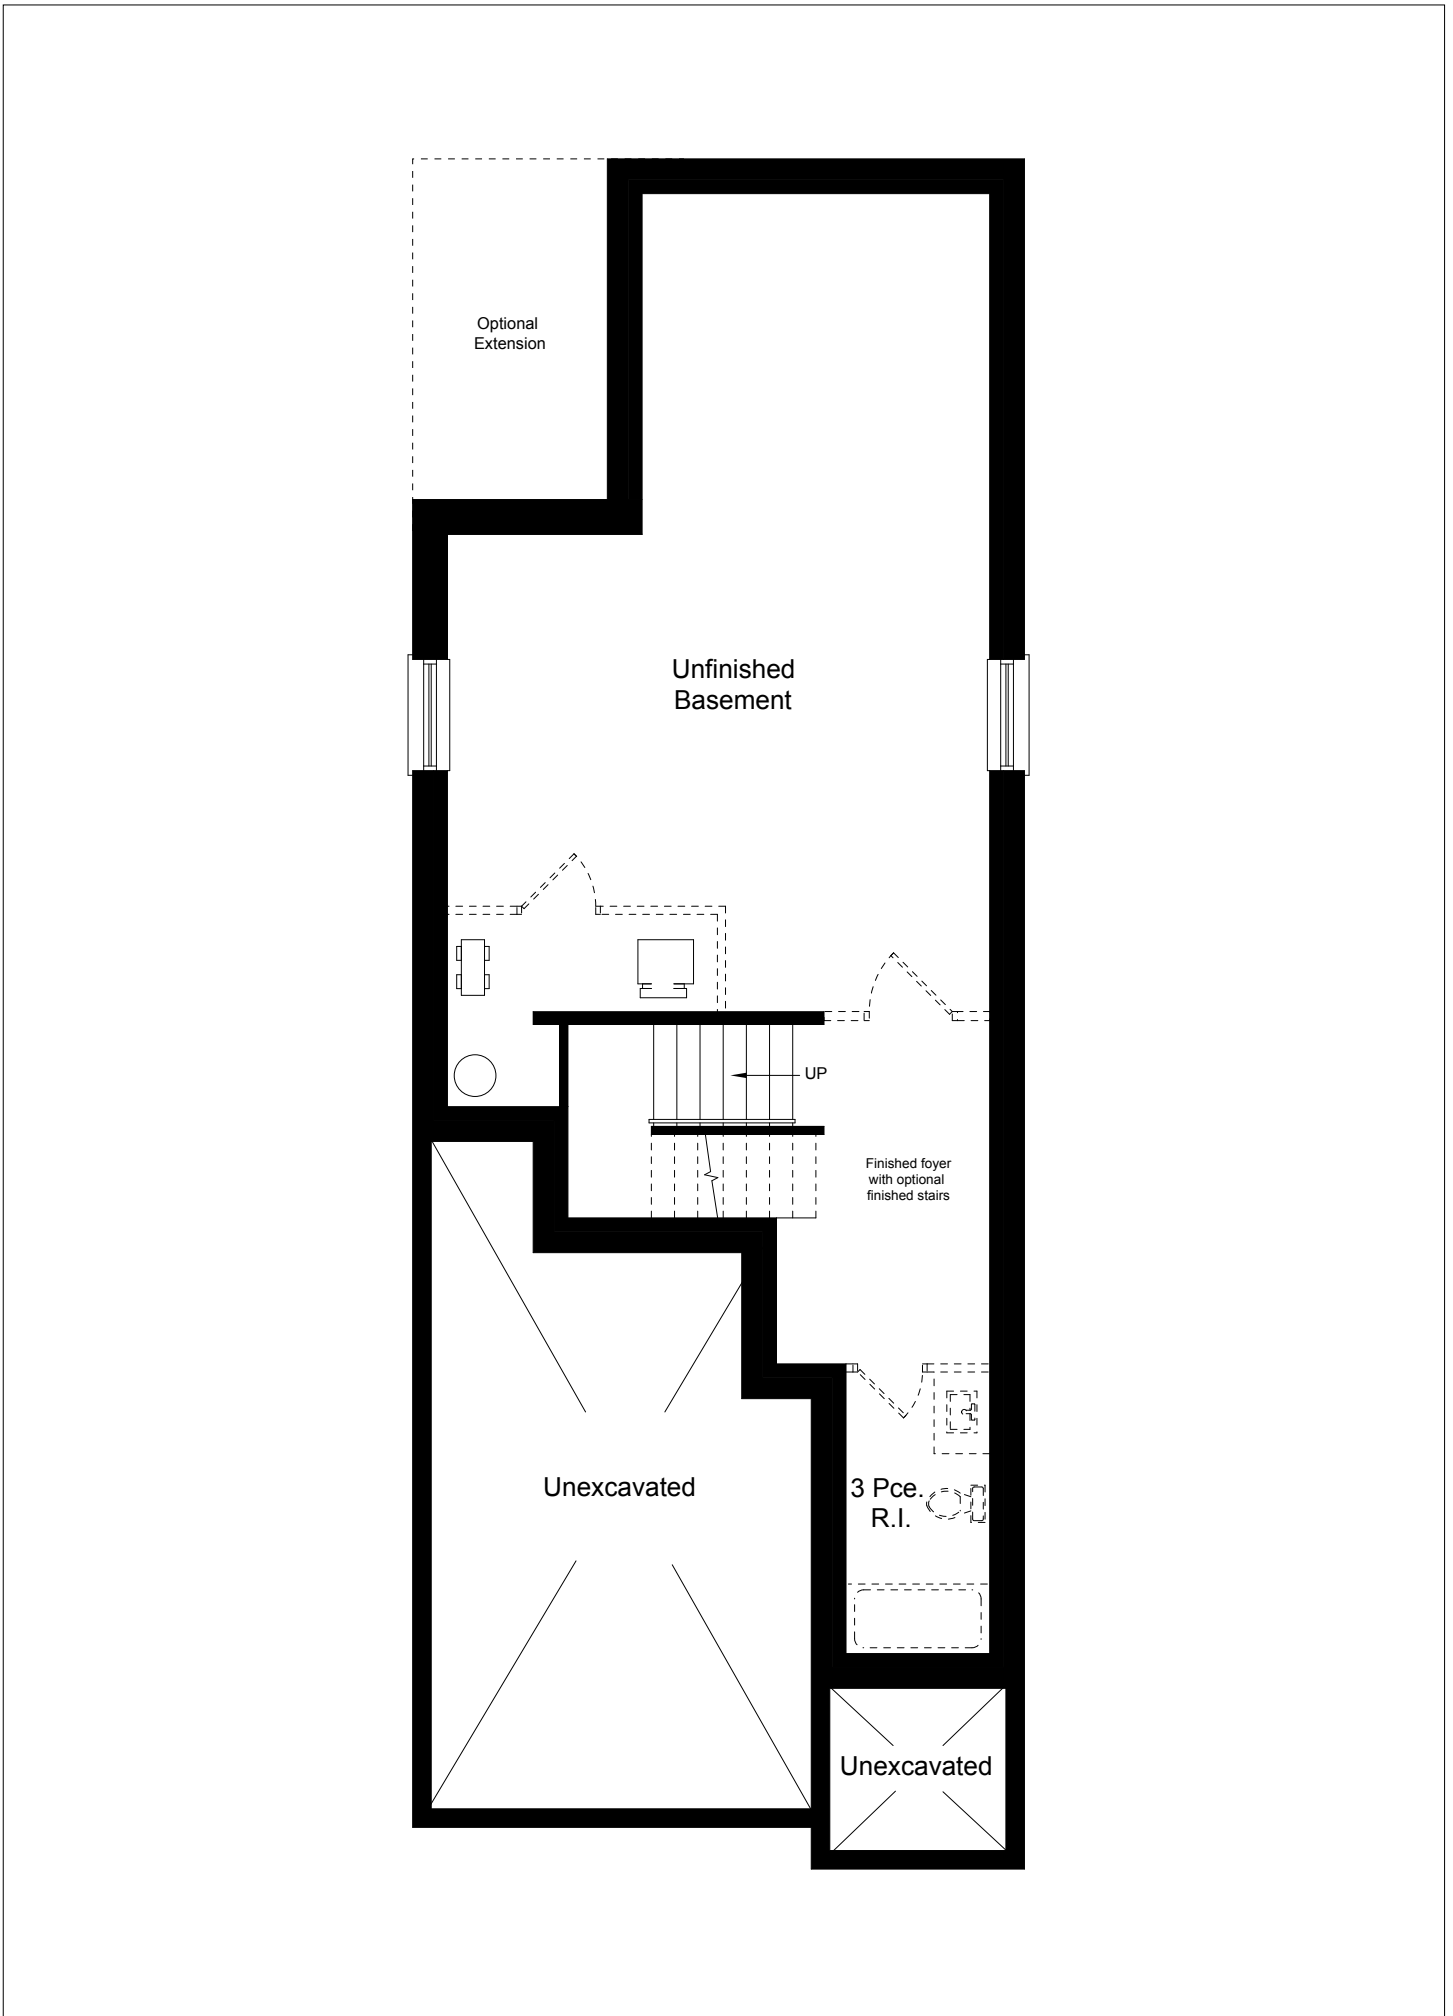 Optional
Extension
Unfinished
Basement
UP
Finished foyer
with optional
finished stairs
Unexcavated
3 Pce.
R.I.
Unexcavated